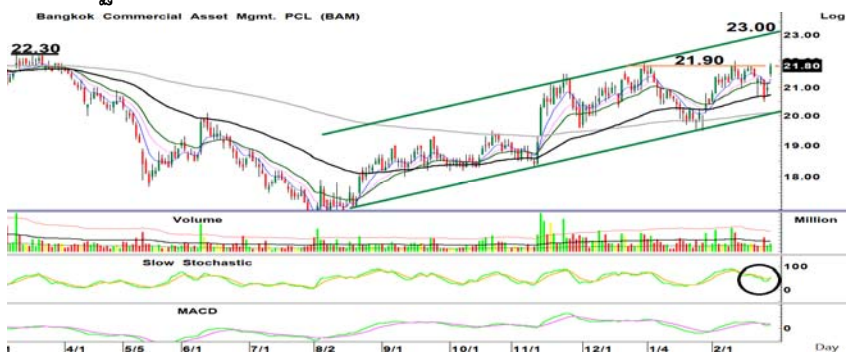 Bangkok Commercial Asset Mgmt. PCL (BAM)
Log
23.00
23.00
22.30
21.90
21.80
21.00
20.00
19.00
18.00
Volume
Million
Slow Stochastic
100
0
MACD
0
4/1 5/5 6/1 7/1 8/2 9/1 10/1 11/1 12/1 1/4 2/1 Day